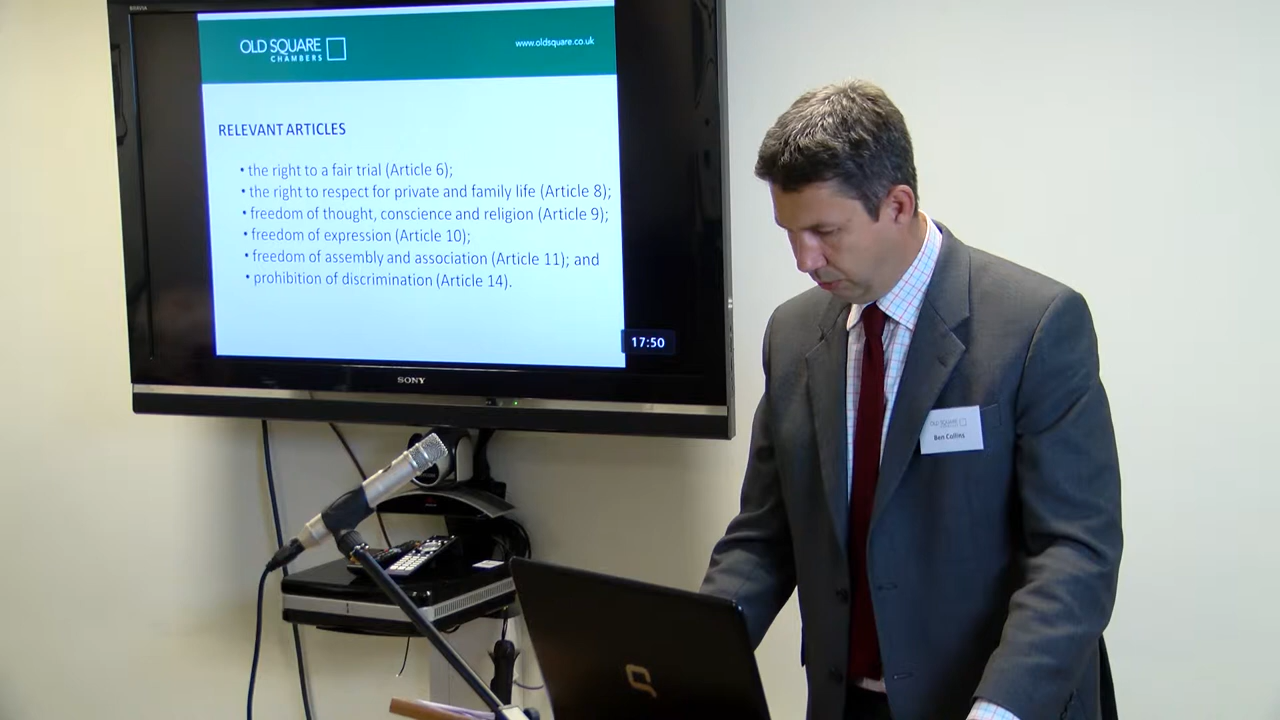 BRAVIA
OLD SQUARE
CHAMBERS
www.oldsquare.co.uk
RELEVANT ARTICLES
• the right to a fair trial (Article 6);
• the right to respect for private and family life (Article 8);
• freedom of thought, conscience and religion (Article 9);
• freedom of expression (Article 10);
• freedom of assembly and association (Article 11); and
• prohibition of discrimination (Article 14).
17:50
SONY
OLD SQUARE
Ben Collins